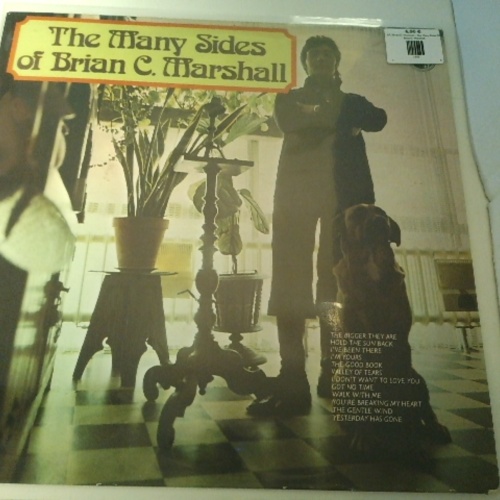 The Many Sides
of Brian C. Marshall
THE BIGGER THEY ARE
HOLD THE SUN BACK
I'VE BEEN THERE
I'M YOURS
THE GOOD BOOK
VALLEY OF TEARS
I DON'T WANT TO LOVE YOU
GOT NO TIME
WALK WITH ME
YOU'RE BREAKING MY HEART
THE GENTLE WIND
YESTERDAY HAS GONE